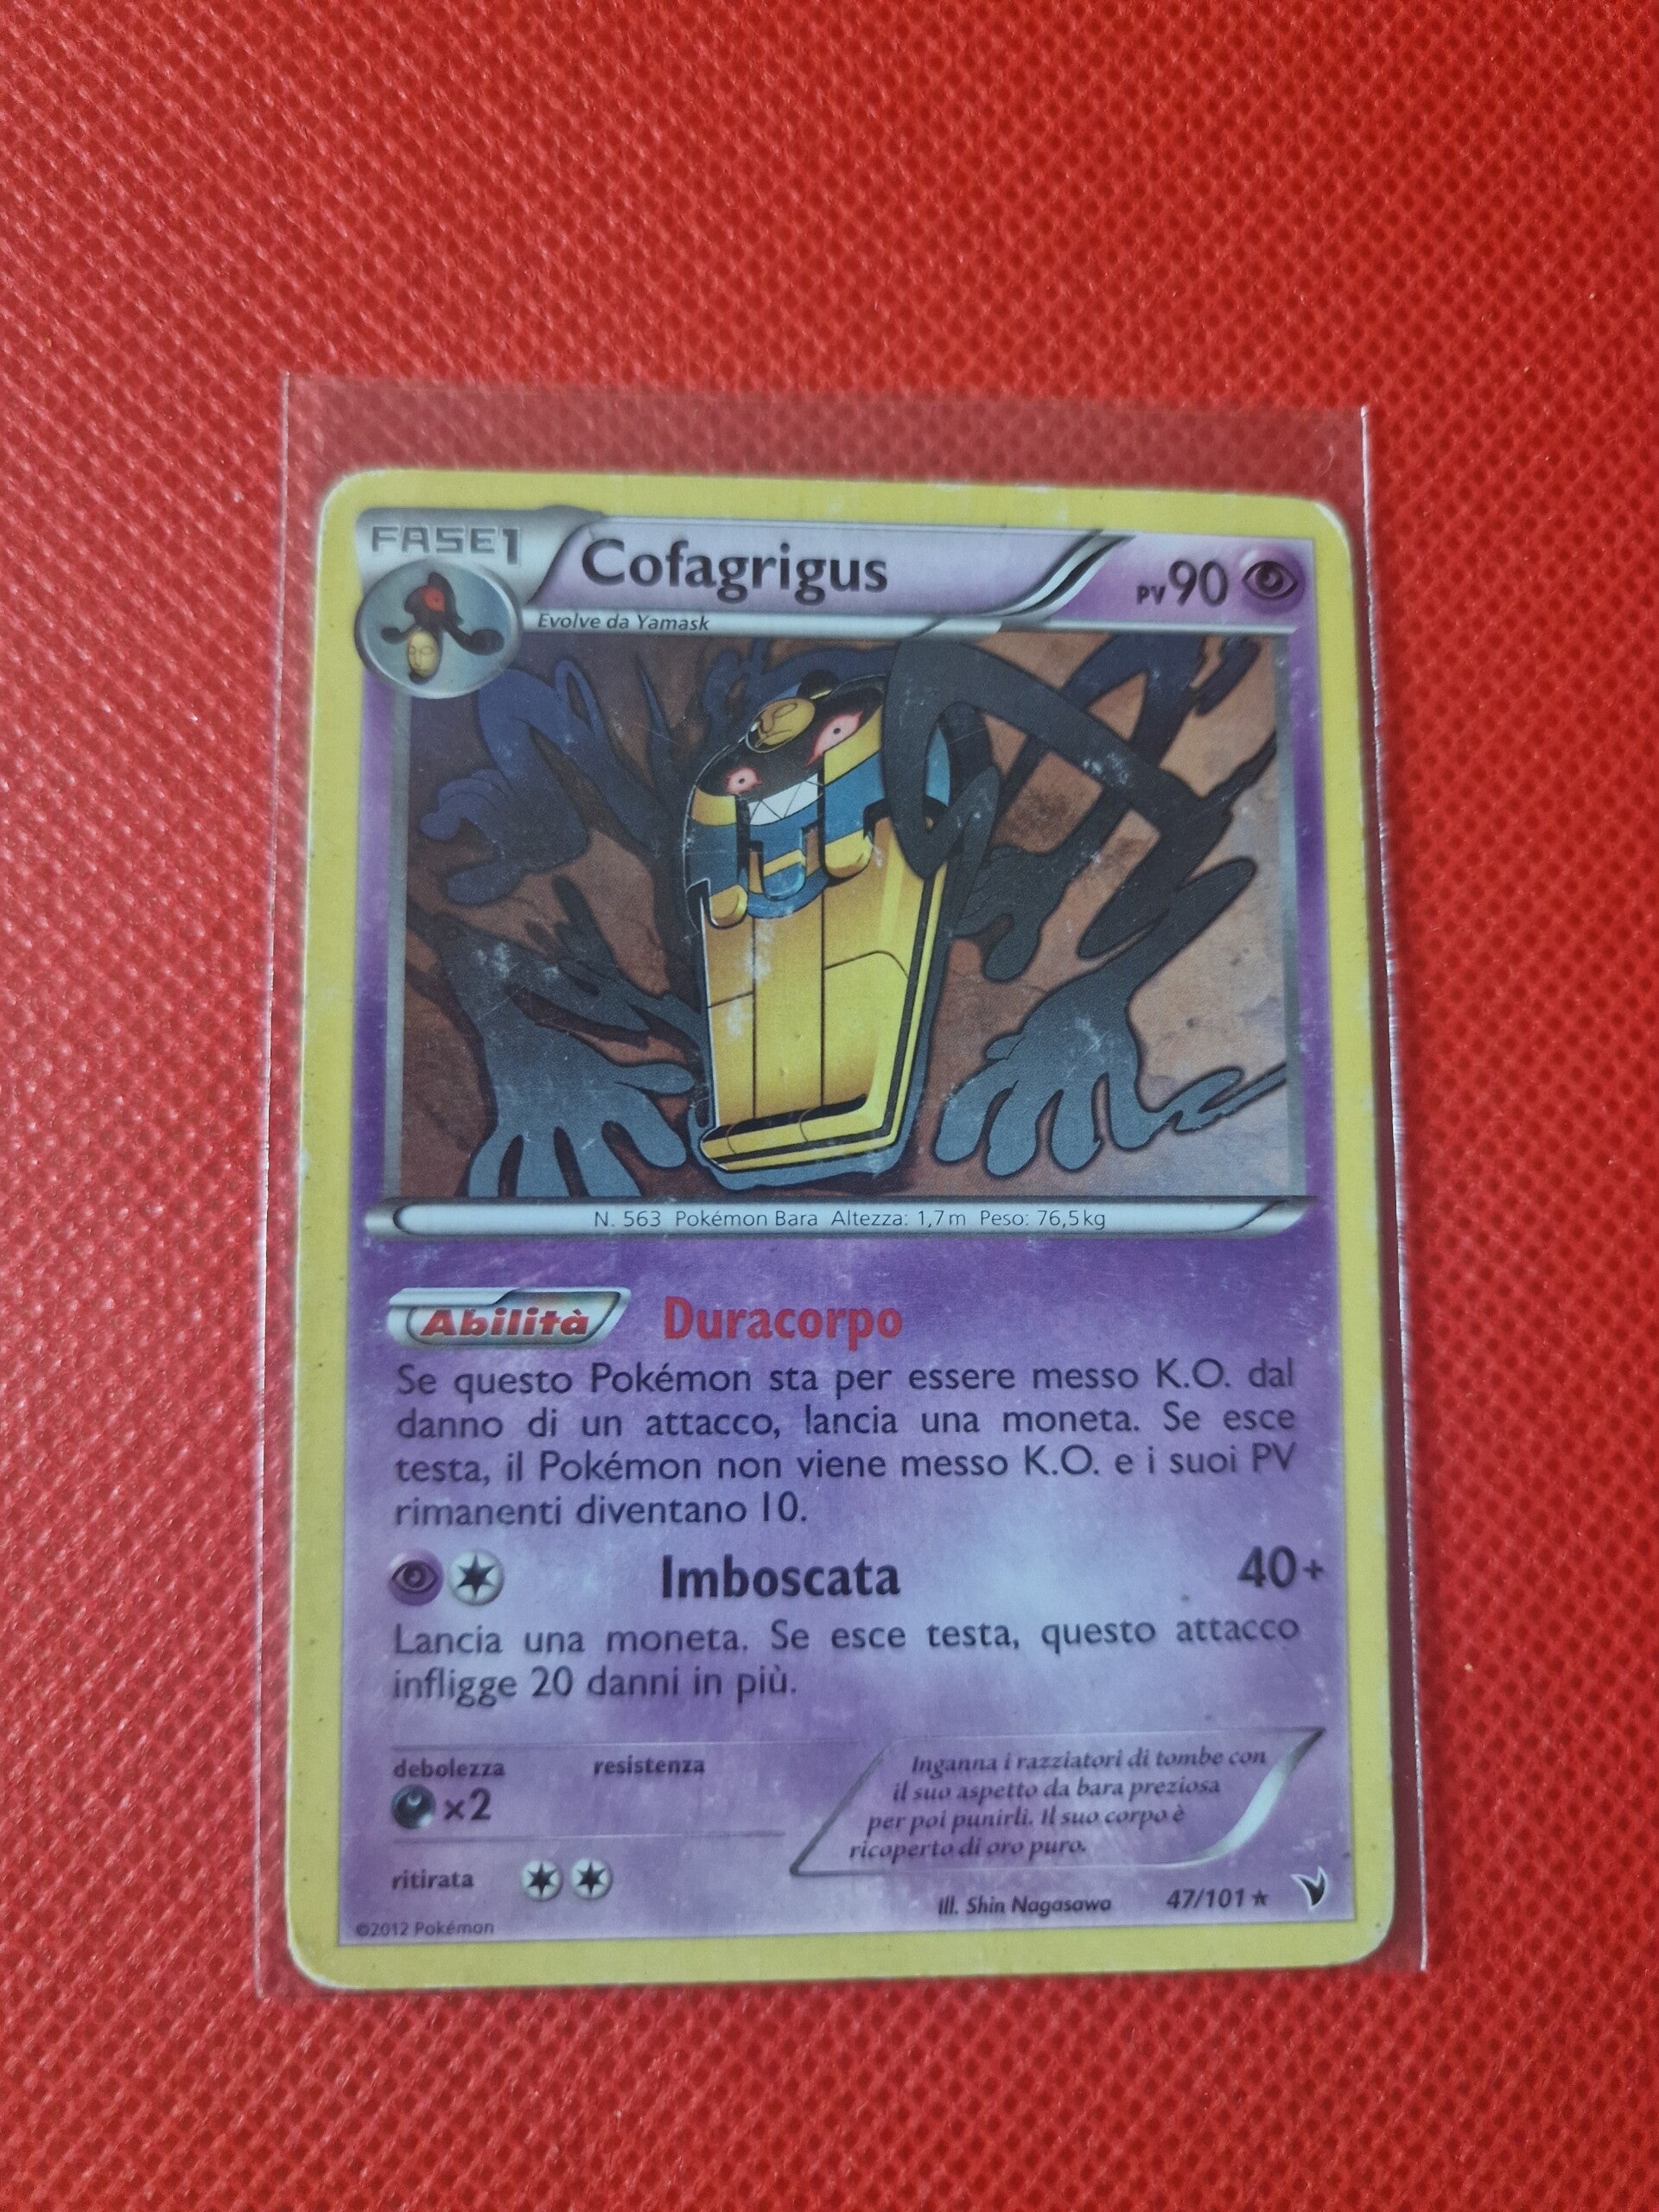 FASE1
Cofagrigus
PV90
Evolve da Yamask
N. 563 Pokémon Bara Altezza: 1,7m Peso: 76,5kg
Abilità Duracorpo
Se questo Pokémon sta per essere messo K.O. dal
danno di un attacco, lancia una moneta. Se esce
testa, il Pokémon non viene messo K.O. e i suoi PV
rimanenti diventano 10.
Imboscata 40+
Lancia una moneta. Se esce testa, questo attacco
infligge 20 danni in più.
debolezza resistenza
×2
Inganna i razziatori di tombe con
il suo aspetto da bara preziosa
per poi punirli. Il suo corpo è
ricoperto di oro puro.
ritirata
Ill. Shin Nagasawa 47/101 ★
©2012 Pokémon